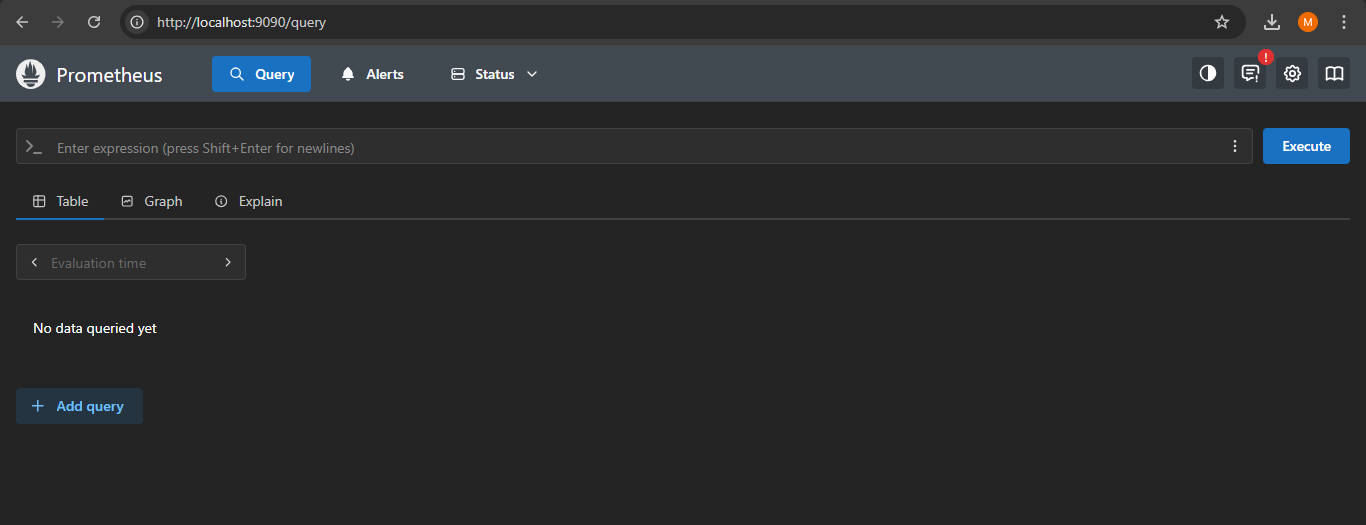 http://localhost:9090/query
M
Prometheus
Query
Alerts
Status
!
Enter expression (press Shift+Enter for newlines)
Execute
Table
Graph
Explain
Evaluation time
No data queried yet
Add query